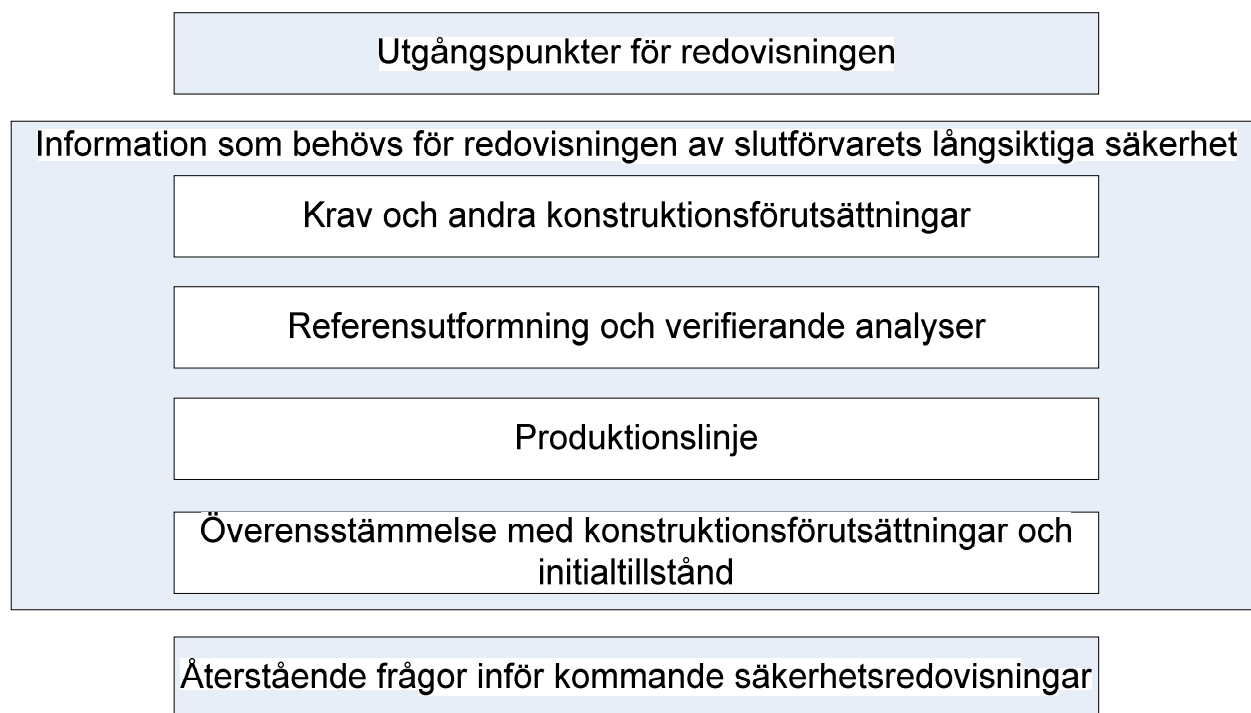 Utgångspunkter för redovisningen
Information som behövs för redovisningen av slutförvarets långsiktiga säkerhet
Krav och andra konstruktionsförutsättningar
Referensutformning och verifierande analyser
Produktionslinje
Överensstämmelse med konstruktionsförutsättningar och
initialtillstånd
Återstående frågor inför kommande säkerhetsredovisningar